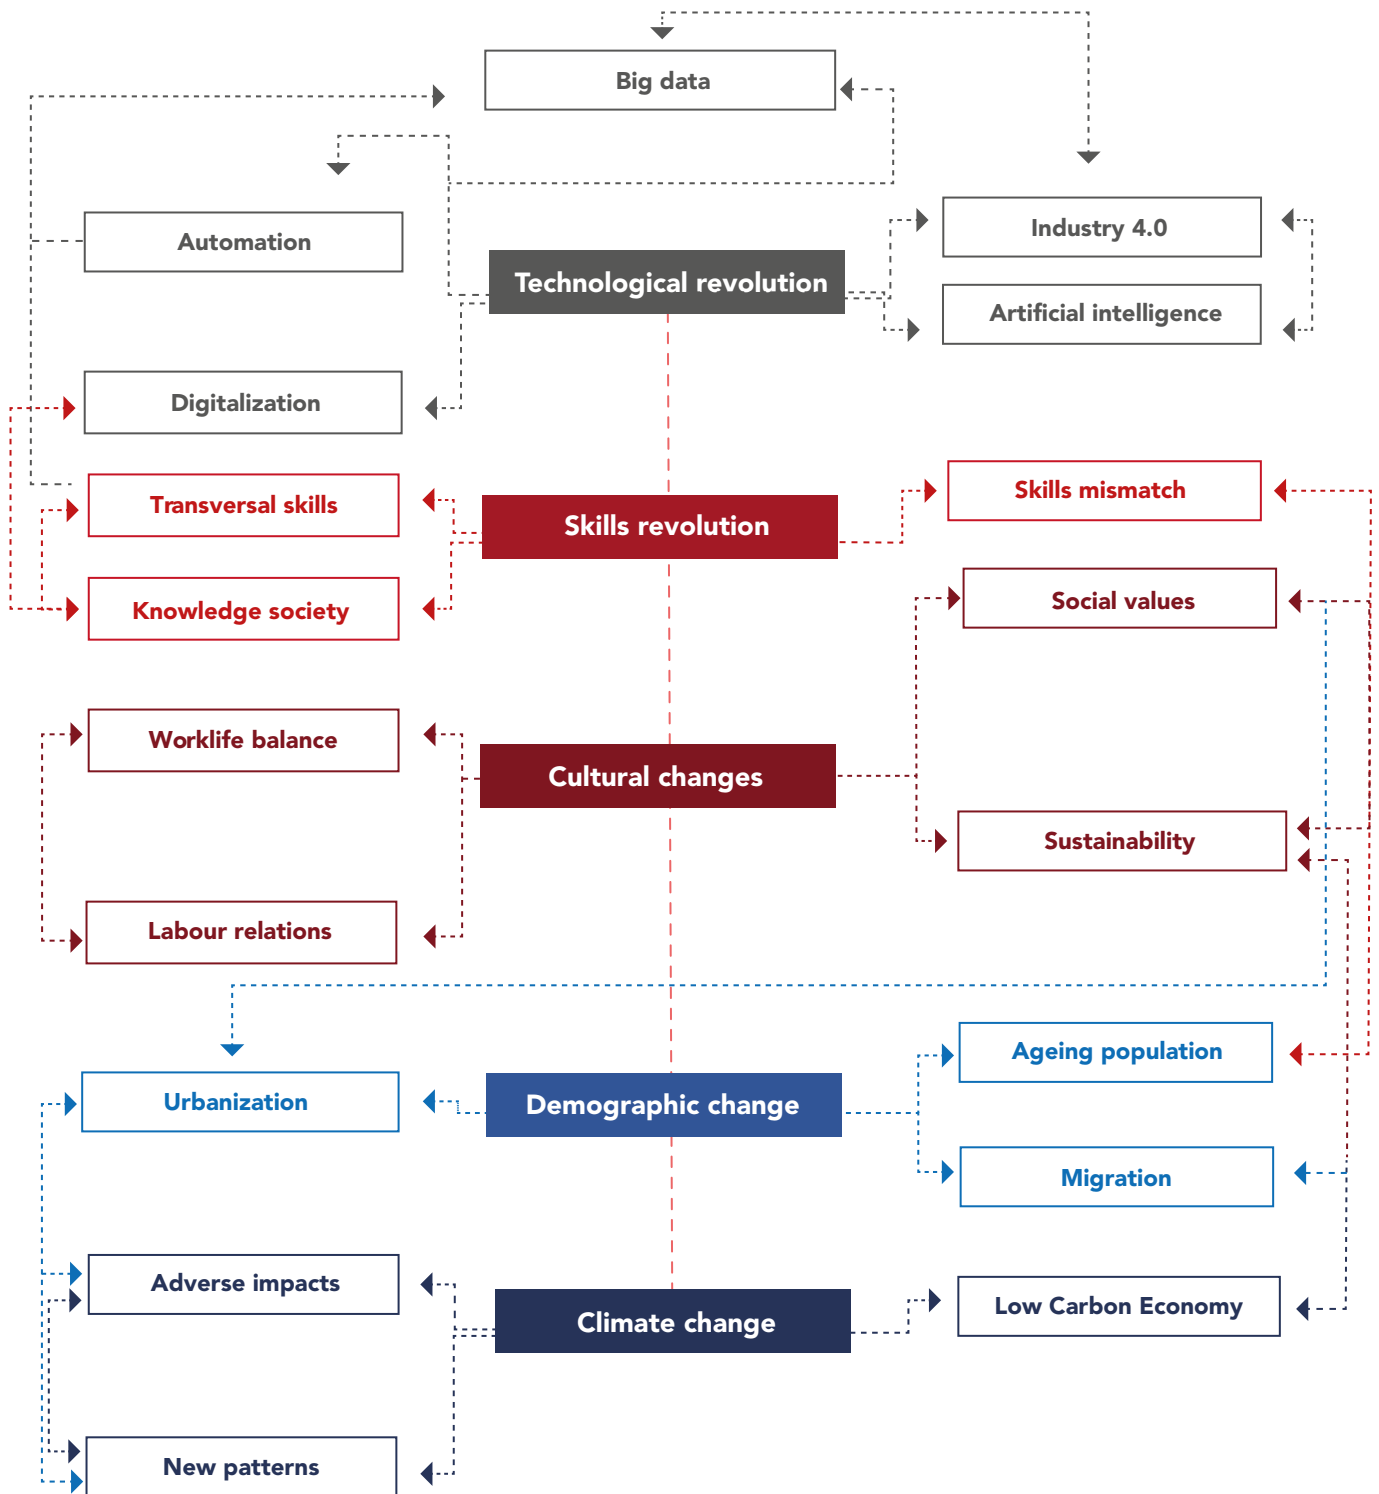 Big data
Automation
Industry 4.0
Technological revolution
Artificial intelligence
Digitalization
Transversal skills
Skills revolution
Skills mismatch
Knowledge society
Social values
Worklife balance
Cultural changes
Sustainability
Labour relations
Ageing population
Urbanization
Demographic change
Migration
Adverse impacts
Climate change
Low Carbon Economy
New patterns